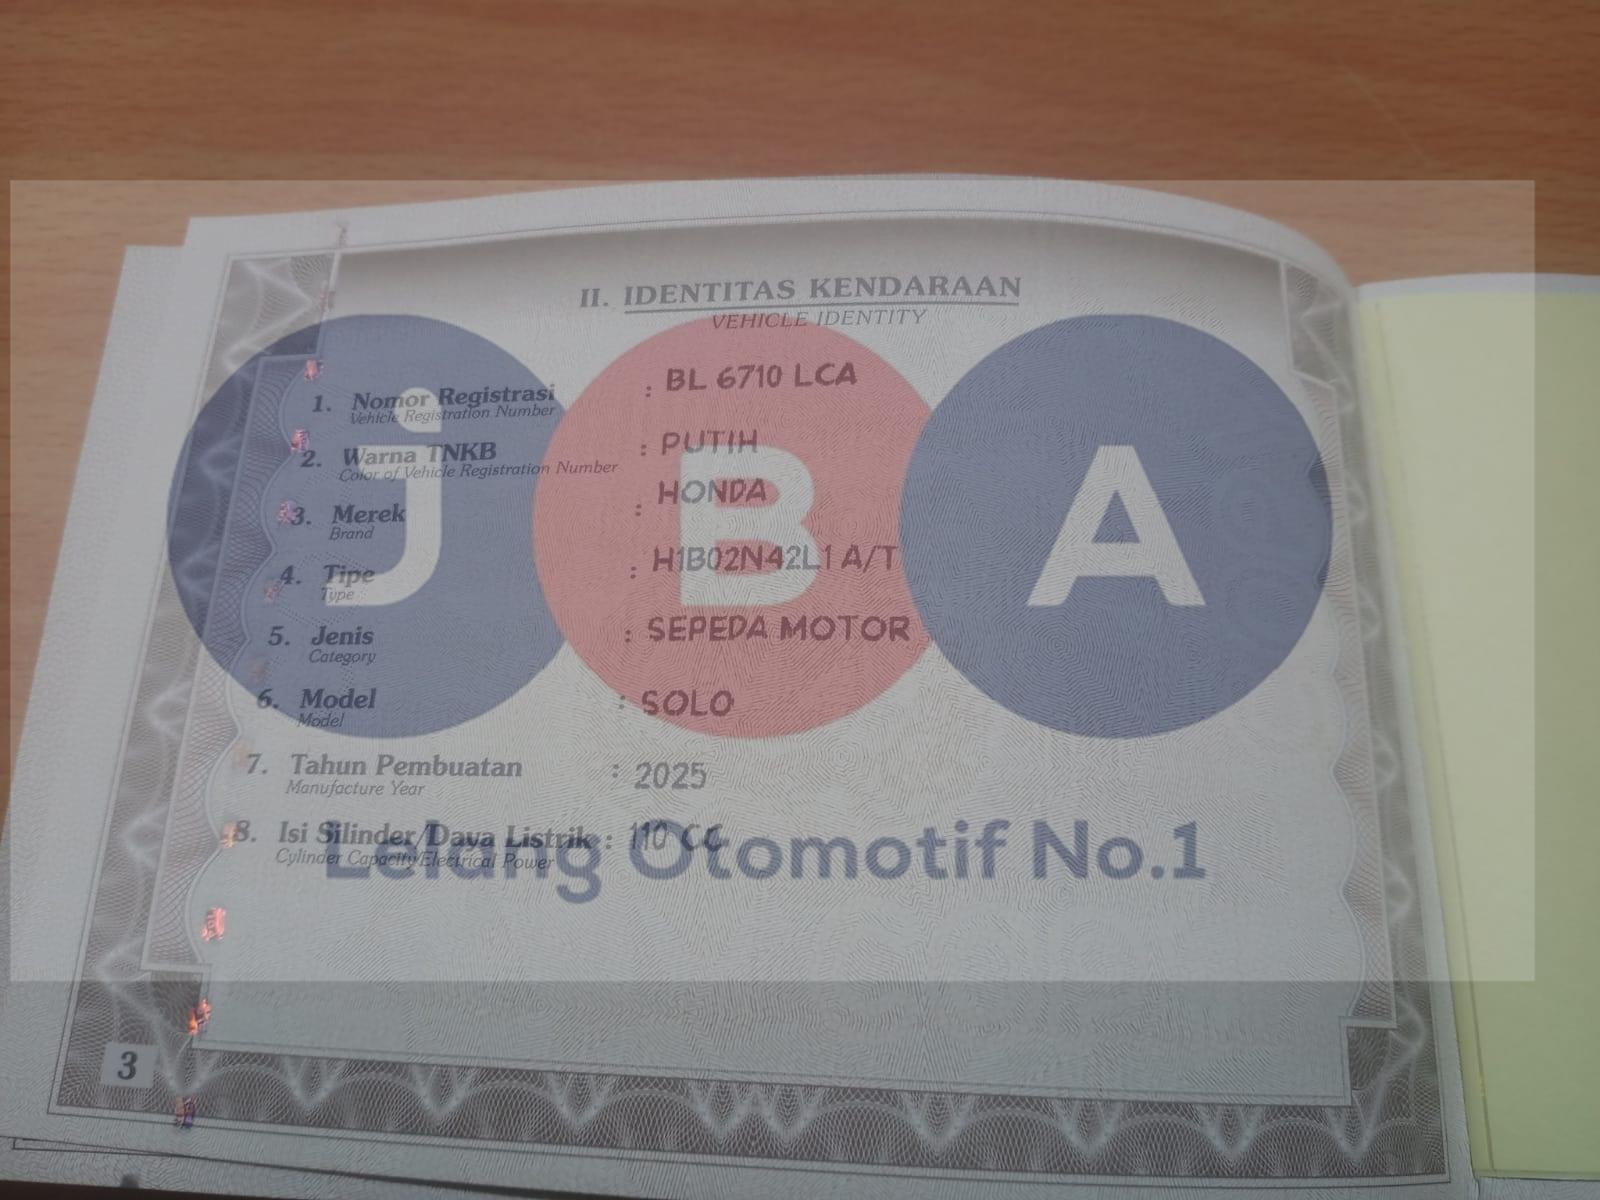 II. IDENTITAS KENDARAAN
VEHICLE IDENTITY
1. Nomor Registrasi : BL 6710 LCA
Vehicle Registration Number
2. Warna TNKB : PUTIH
Color of Vehicle Registration Number
3. Merek : HONDA
Brand
4. Tipe : H1B02N42L1 A/T
Type
5. Jenis : SEPEDA MOTOR
Category
6. Model : SOLO
Model
7. Tahun Pembuatan : 2025
Manufacture Year
8. Isi Silinder/Daya Listrik : 110 CC
Cylinder Capacity/Electrical Power
3
jBA
Lelang Otomotif No.1